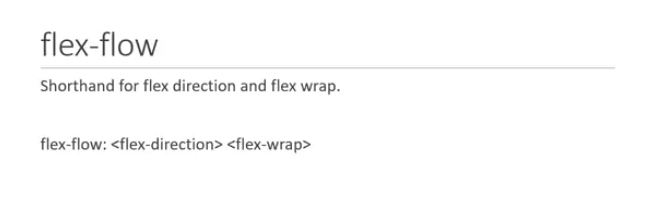 flex-flow
Shorthand for flex direction and flex wrap.
flex-flow: <flex-direction> <flex-wrap>